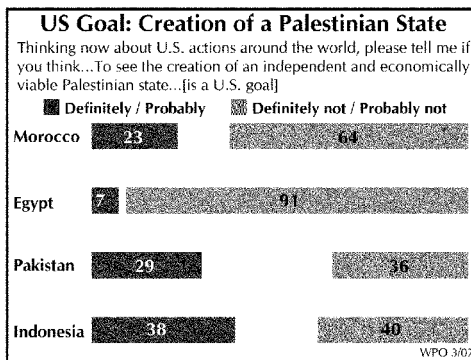 US Goal: Creation of a Palestinian State
Thinking now about U.S. actions around the world, please tell me if
you think...To see the creation of an independent and economically
viable Palestinian state...[is a U.S. goal]
Definitely / Probably Definitely not / Probably not
Morocco 23 64
Egypt 7 91
Pakistan 29 36
Indonesia 38 40
WPO 3/07